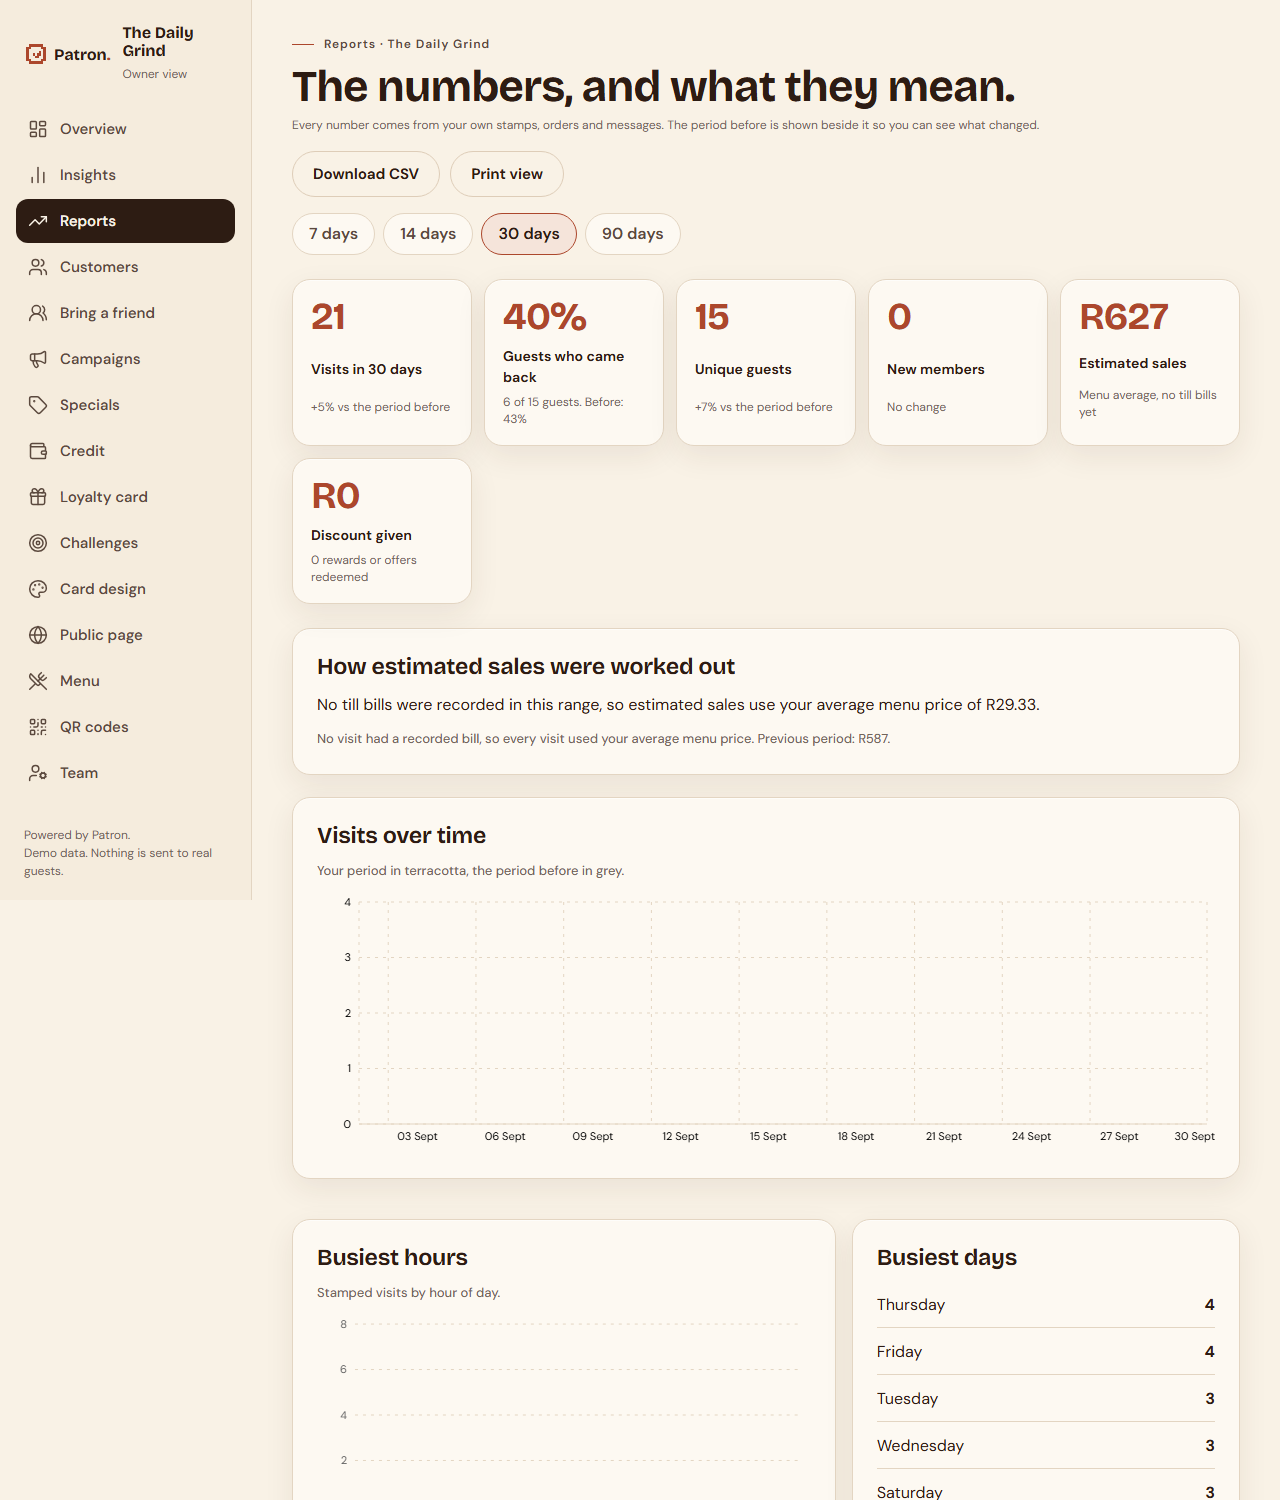 Patron.
The Daily
Grind
Owner view
Overview
Insights
Reports
Customers
Bring a friend
Campaigns
Specials
Credit
Loyalty card
Challenges
Card design
Public page
Menu
QR codes
Team
Powered by Patron.
Demo data. Nothing is sent to real
guests.
Reports · The Daily Grind
The numbers, and what they mean.
Every number comes from your own stamps, orders and messages. The period before is shown beside it so you can see what changed.
Download CSV
Print view
7 days
14 days
30 days
90 days
21
Visits in 30 days
+5% vs the period before
40%
Guests who came
back
6 of 15 guests. Before:
43%
15
Unique guests
+7% vs the period before
0
New members
No change
R627
Estimated sales
Menu average, no till bills
yet
R0
Discount given
0 rewards or offers
redeemed
How estimated sales were worked out
No till bills were recorded in this range, so estimated sales use your average menu price of R29.33.
No visit had a recorded bill, so every visit used your average menu price. Previous period: R587.
Visits over time
Your period in terracotta, the period before in grey.
4
3
2
1
0
03 Sept 06 Sept 09 Sept 12 Sept 15 Sept 18 Sept 21 Sept 24 Sept 27 Sept 30 Sept
Busiest hours
Stamped visits by hour of day.
8
6
4
2
Busiest days
Thursday 4
Friday 4
Tuesday 3
Wednesday 3
Saturday 3